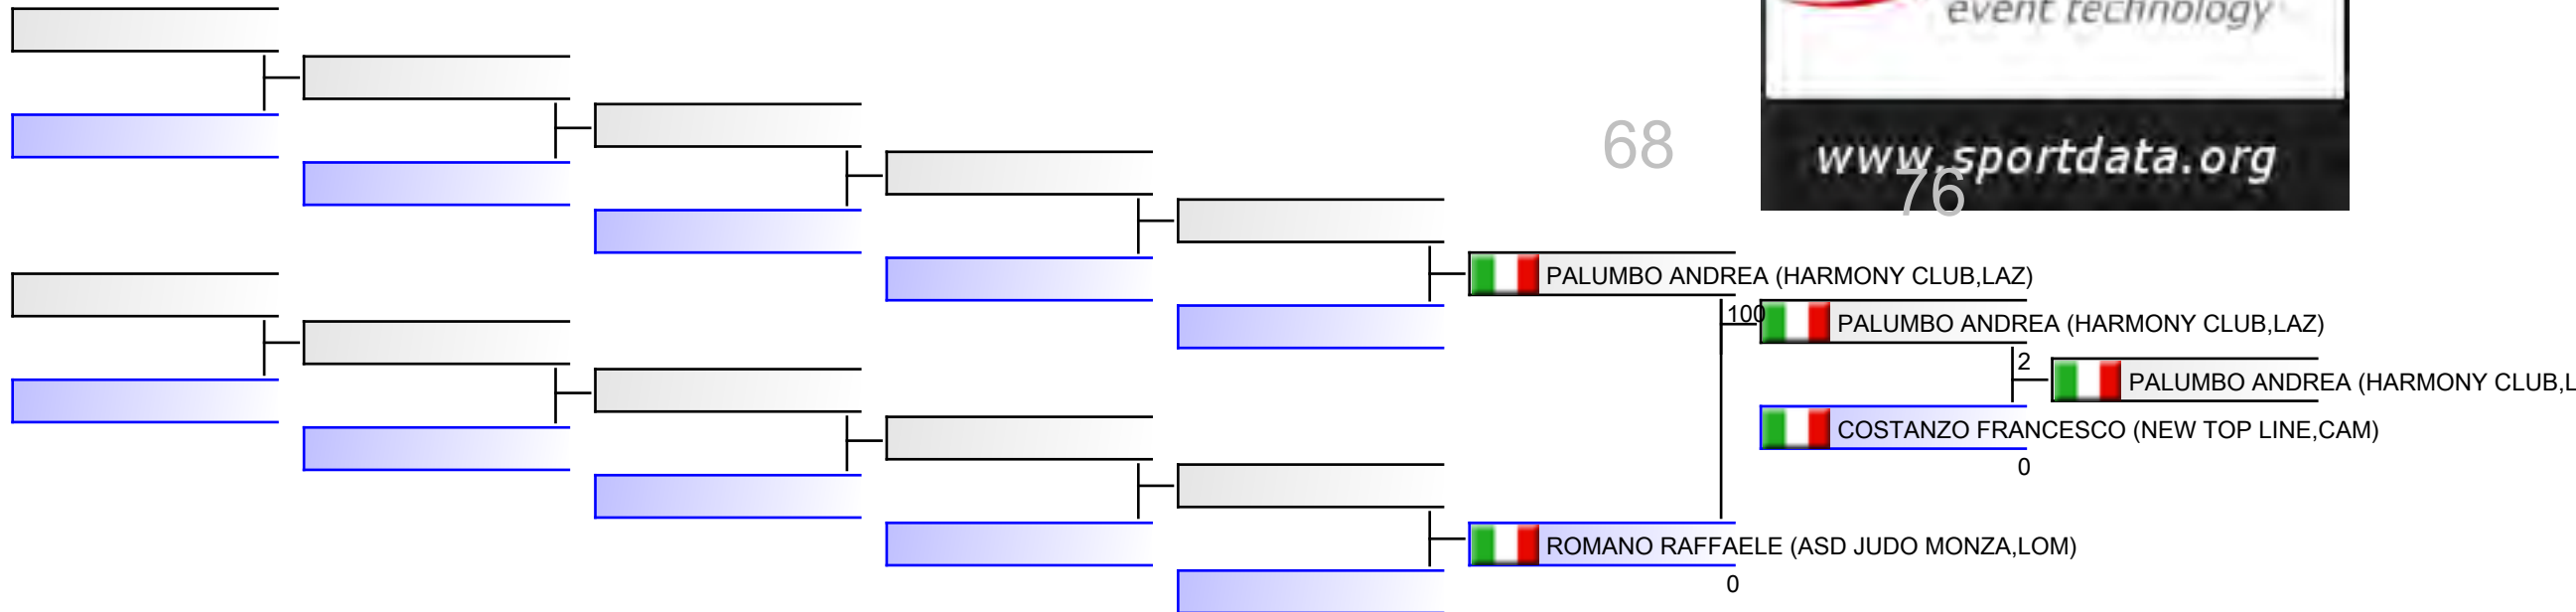 event technology
www.sportdata.org
68
76
PALUMBO ANDREA (HARMONY CLUB,LAZ)
100
PALUMBO ANDREA (HARMONY CLUB,LAZ)
2
PALUMBO ANDREA (HARMONY CLUB,L
COSTANZO FRANCESCO (NEW TOP LINE,CAM)
0
ROMANO RAFFAELE (ASD JUDO MONZA,LOM)
0